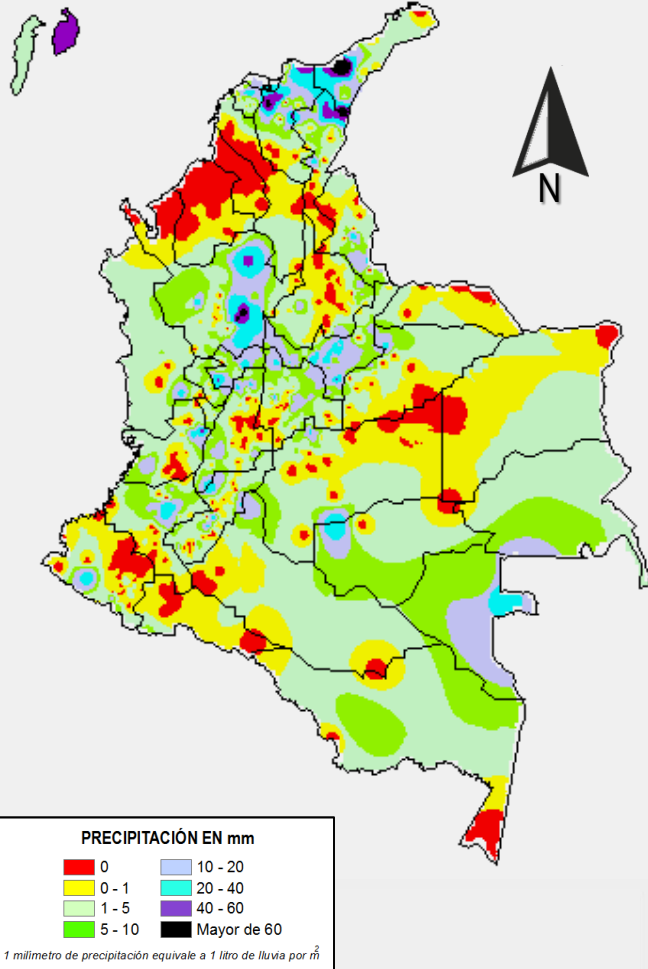 N
PRECIPITACIÓN EN mm
0
10 - 20
0 - 1
20 - 40
1 - 5
40 - 60
5 - 10
Mayor de 60
1 milimetro de precipitación equivale a 1 litro de lluvia por m²